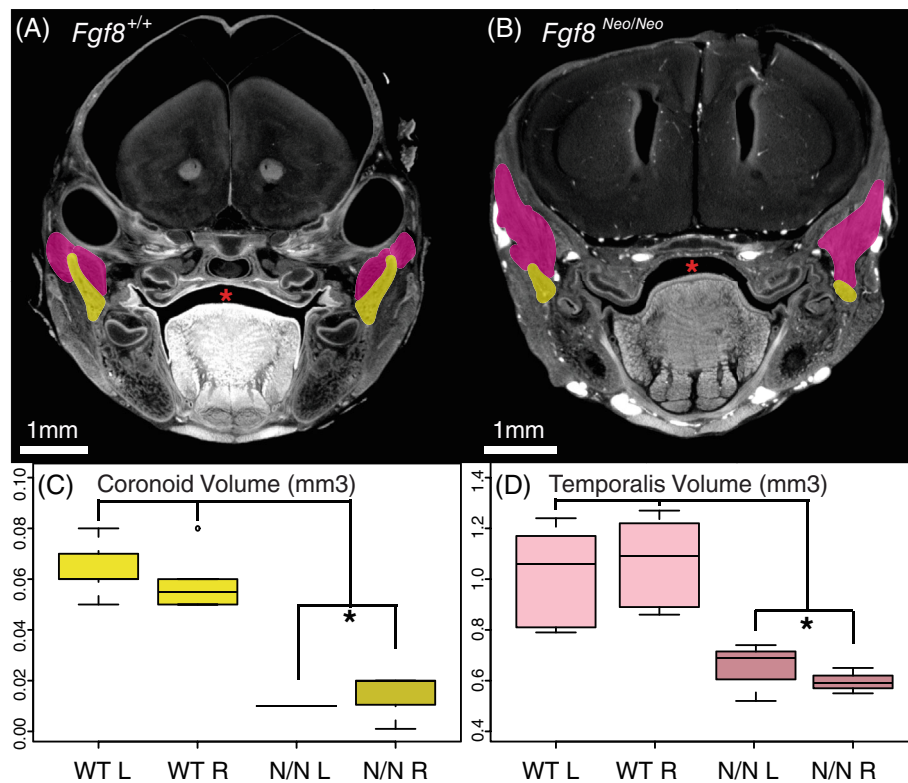 (A) Fgf8+/+
(B) Fgf8 Neo/Neo
*
*
1mm
1mm
(C) Coronoid Volume (mm3)
0.10
0.08
0.06
0.04
0.02
0.00
*
WT L WT R N/N L N/N R
(D) Temporalis Volume (mm3)
1.4
1.2
1.0
0.8
0.6
0.4
*
WT L WT R N/N L N/N R